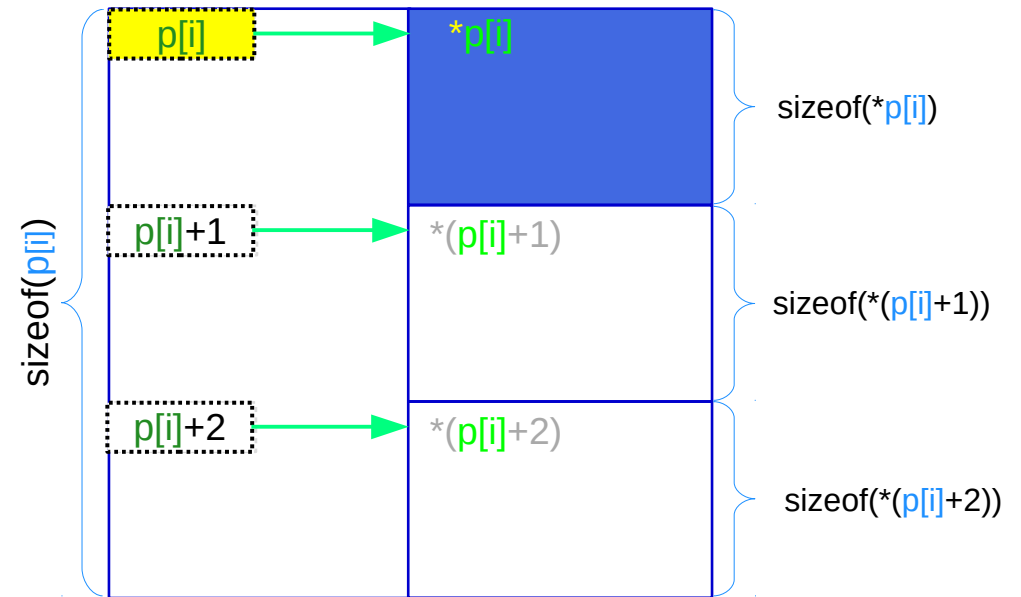 p[i]
*p[i]
sizeof(*p[i])
p[i]+1
*(p[i]+1)
sizeof(p[i])
sizeof(*(p[i]+1))
p[i]+2
*(p[i]+2)
sizeof(*(p[i]+2))